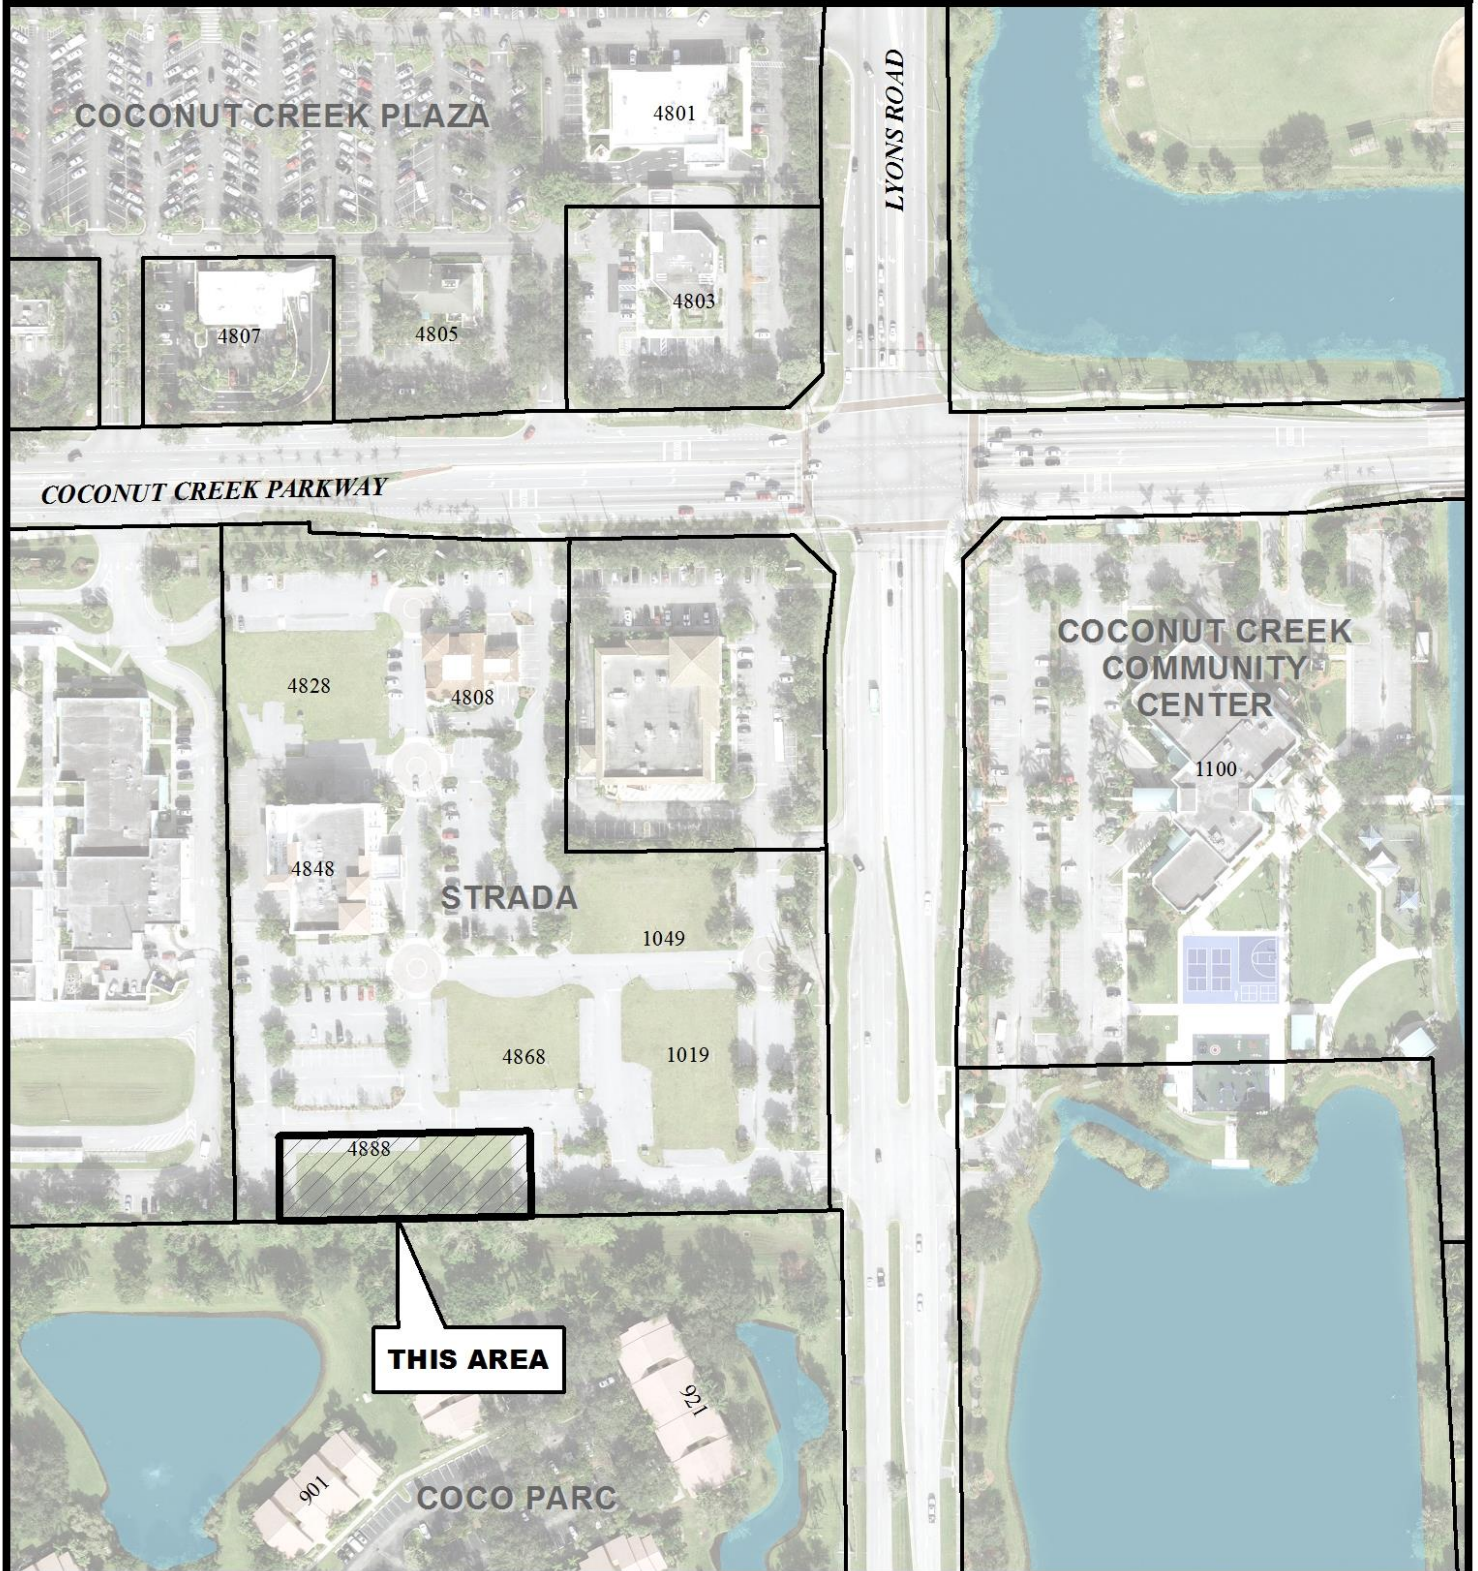 COCONUT CREEK PLAZA
4801
LYONS ROAD
4803
4807
4805
COCONUT CREEK PARKWAY
COCONUT CREEK
COMMUNITY
CENTER
4828
4808
1100
4848
STRADA
1049
4868
1019
4888
THIS AREA
921
901
COCO PARC